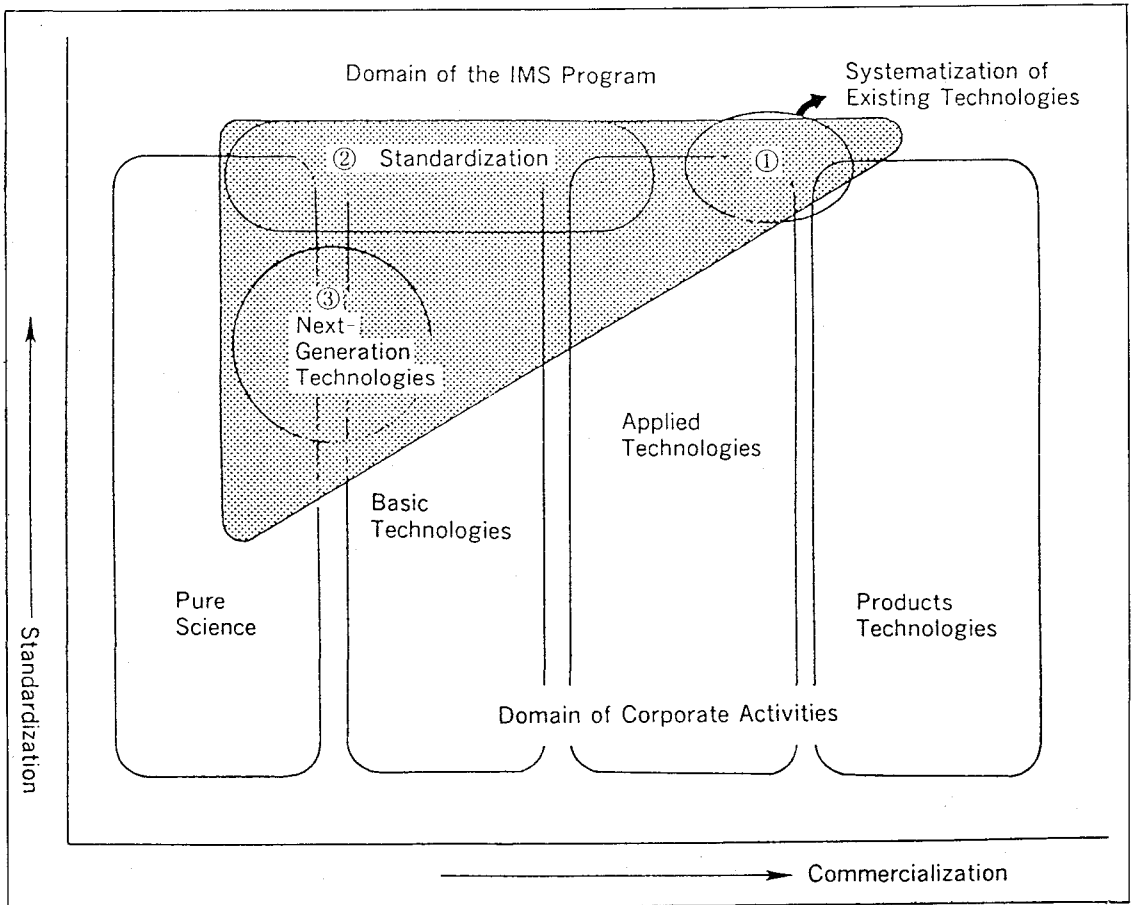 Domain of the IMS Program
Systematization of
Existing Technologies
② Standardization
①
③
Next-
Generation
Technologies
Applied
Technologies
Basic
Technologies
Pure
Science
Products
Technologies
Domain of Corporate Activities
Standardization
Commercialization